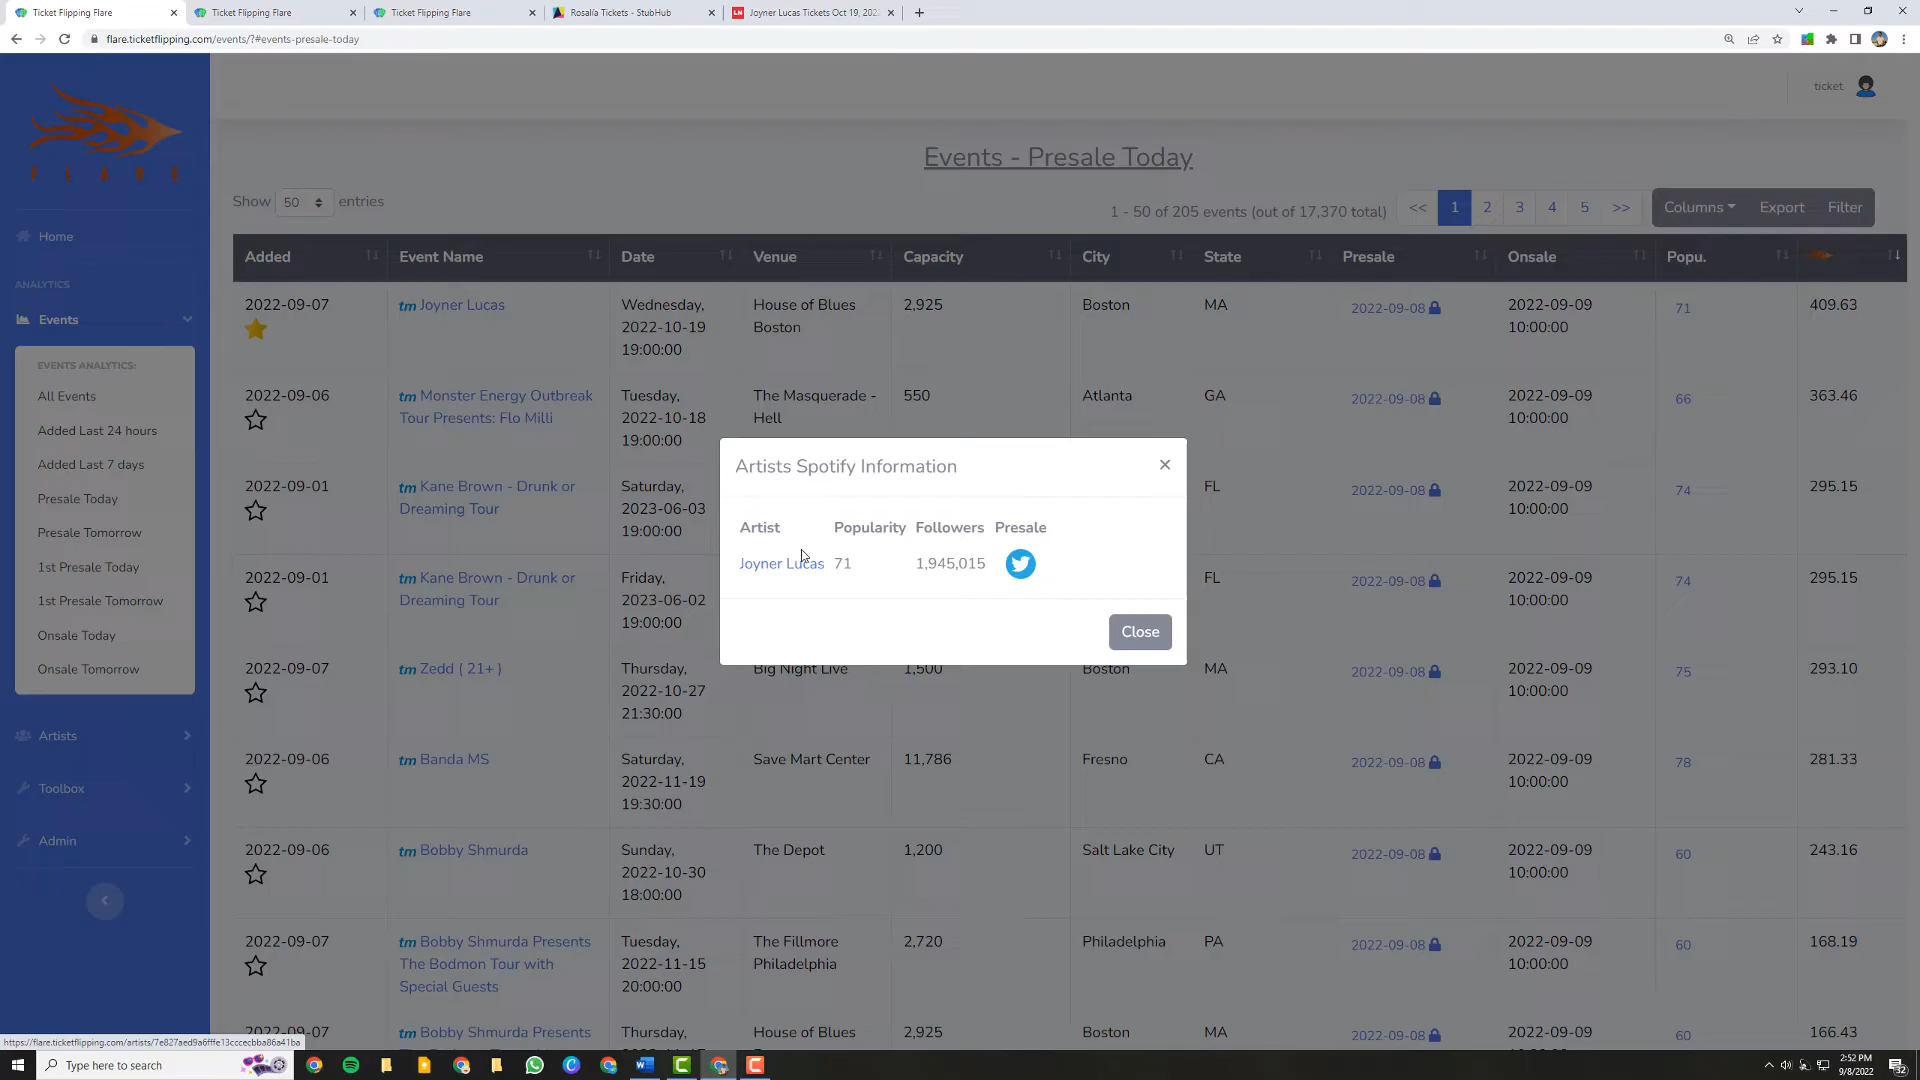 Ticket Flipping Flare
Ticket Flipping Flare
Ticket Flipping Flare
Rosalía Tickets - StubHub
Joyner Lucas Tickets Oct 19, 202
flare.ticketflipping.com/events/?#events-presale-today
FLARE
Home
ANALYTICS
Events
EVENTS ANALYTICS:
All Events
Added Last 24 hours
Added Last 7 days
Presale Today
Presale Tomorrow
1st Presale Today
1st Presale Tomorrow
Onsale Today
Onsale Tomorrow
Artists
Toolbox
Admin
ticket
Events - Presale Today
Show 50 entries
1 - 50 of 205 events (out of 17,370 total)
<< 1 2 3 4 5 >>
Columns Export Filter
Added Event Name Date Venue Capacity City State Presale Onsale Popu.
2022-09-07 tm Joyner Lucas Wednesday, House of Blues 2,925 Boston MA 2022-09-08 2022-09-09 71 409.63
2022-10-19 Boston 10:00:00
19:00:00
2022-09-06 tm Monster Energy Outbreak Tuesday, The Masquerade - 550 Atlanta GA 2022-09-08 2022-09-09 66 363.46
Tour Presents: Flo Milli 2022-10-18 Hell 10:00:00
19:00:00
2022-09-01 tm Kane Brown - Drunk or Saturday, FL 2022-09-08 2022-09-09 74 295.15
Dreaming Tour 2023-06-03 10:00:00
19:00:00
2022-09-01 tm Kane Brown - Drunk or Friday, FL 2022-09-08 2022-09-09 74 295.15
Dreaming Tour 2023-06-02 10:00:00
19:00:00
2022-09-07 tm Zedd ( 21+ ) Thursday, Big Night Live 1,500 Boston MA 2022-09-08 2022-09-09 75 293.10
2022-10-27 10:00:00
21:30:00
2022-09-06 tm Banda MS Saturday, Save Mart Center 11,786 Fresno CA 2022-09-08 2022-09-09 78 281.33
2022-11-19 10:00:00
19:30:00
2022-09-06 tm Bobby Shmurda Sunday, The Depot 1,200 Salt Lake City UT 2022-09-08 2022-09-09 60 243.16
2022-10-30 10:00:00
18:00:00
2022-09-07 tm Bobby Shmurda Presents Tuesday, The Fillmore 2,720 Philadelphia PA 2022-09-08 2022-09-09 60 168.19
The Bodmon Tour with 2022-11-15 Philadelphia 10:00:00
Special Guests 20:00:00
2022-09-07 tm Bobby Shmurda Presents Thursday, House of Blues 2,925 Boston MA 2022-09-08 2022-09-09 60 166.43
Artists Spotify Information
Artist Popularity Followers Presale
Joyner Lucas 71 1,945,015
Close
https://flare.ticketflipping.com/artists/7e827aed9a6fffe13cccecbba86a41ba
Type here to search
2:52 PM
9/8/2022
32